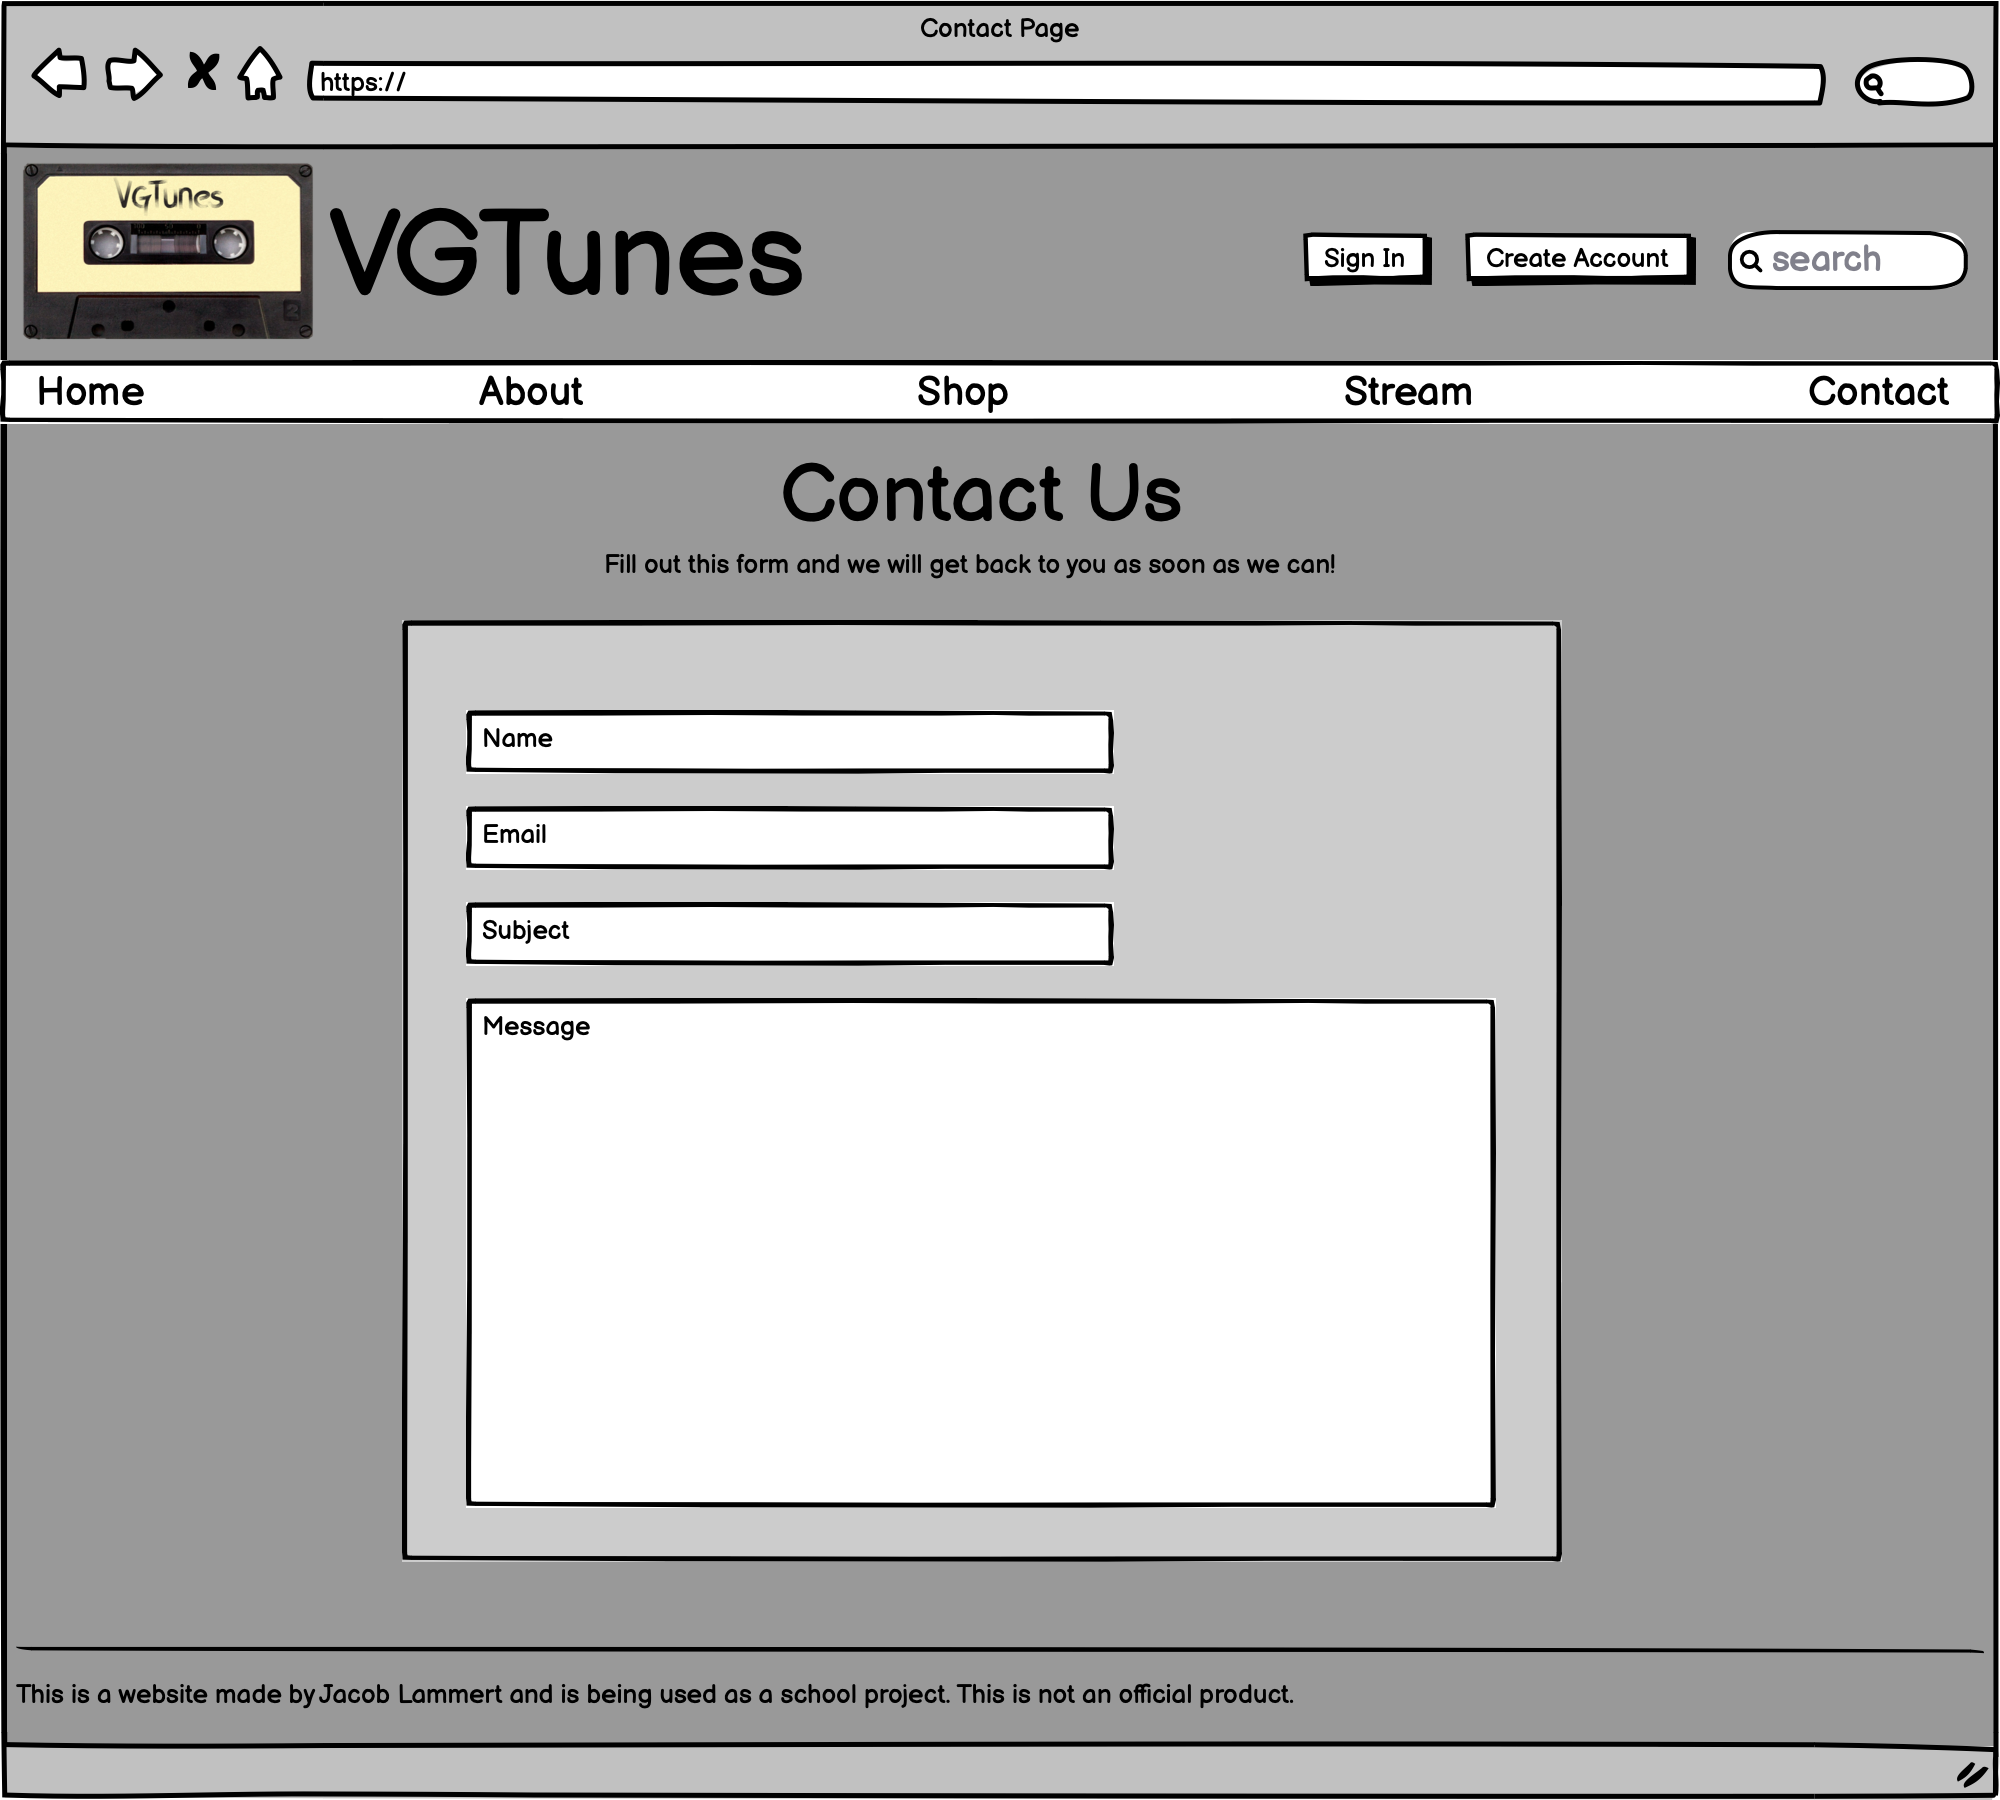 Contact Page
https://
VGTunes
VGTunes
Sign In
Create Account
search
2
Home
About
Shop
Stream
Contact
Contact Us
Fill out this form and we will get back to you as soon as we can!
Name
Email
Subject
Message
This is a website made by Jacob Lammert and is being used as a school project. This is not an official product.